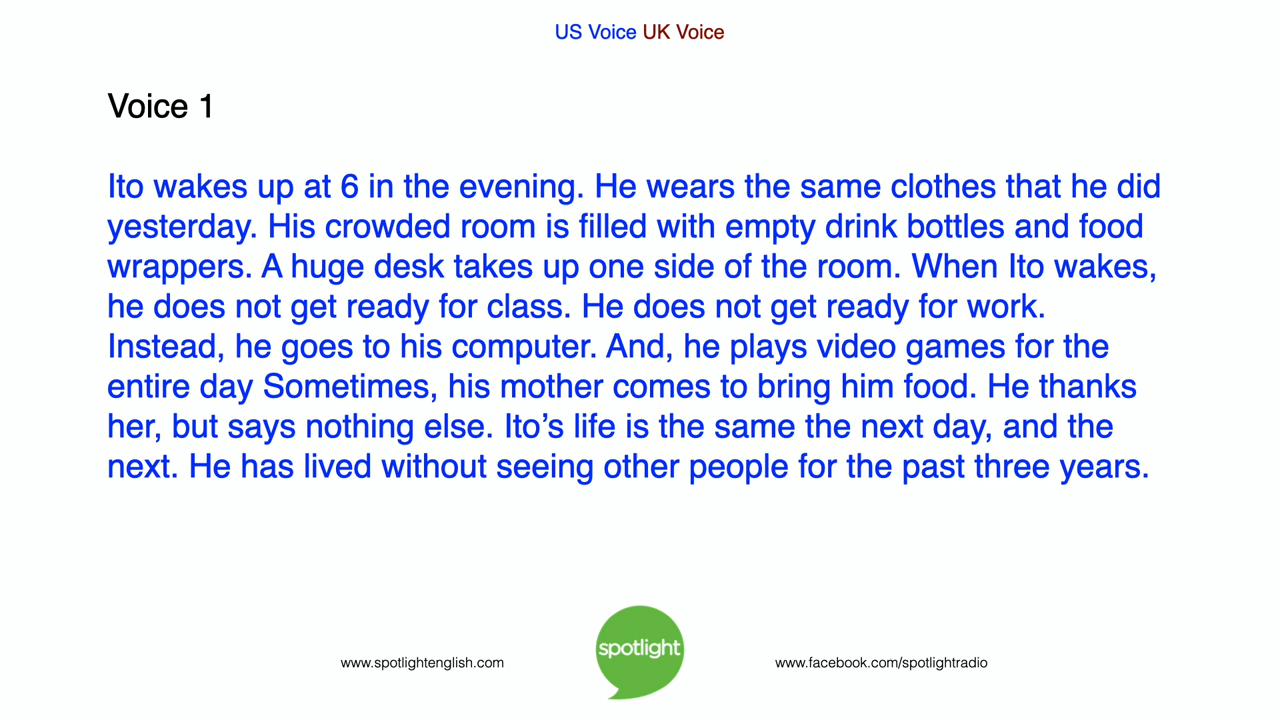 US Voice UK Voice
Voice 1
Ito wakes up at 6 in the evening. He wears the same clothes that he did
yesterday. His crowded room is filled with empty drink bottles and food
wrappers. A huge desk takes up one side of the room. When Ito wakes,
he does not get ready for class. He does not get ready for work.
Instead, he goes to his computer. And, he plays video games for the
entire day Sometimes, his mother comes to bring him food. He thanks
her, but says nothing else. Ito’s life is the same the next day, and the
next. He has lived without seeing other people for the past three years.
spotlight
www.spotlightenglish.com
www.facebook.com/spotlightradio